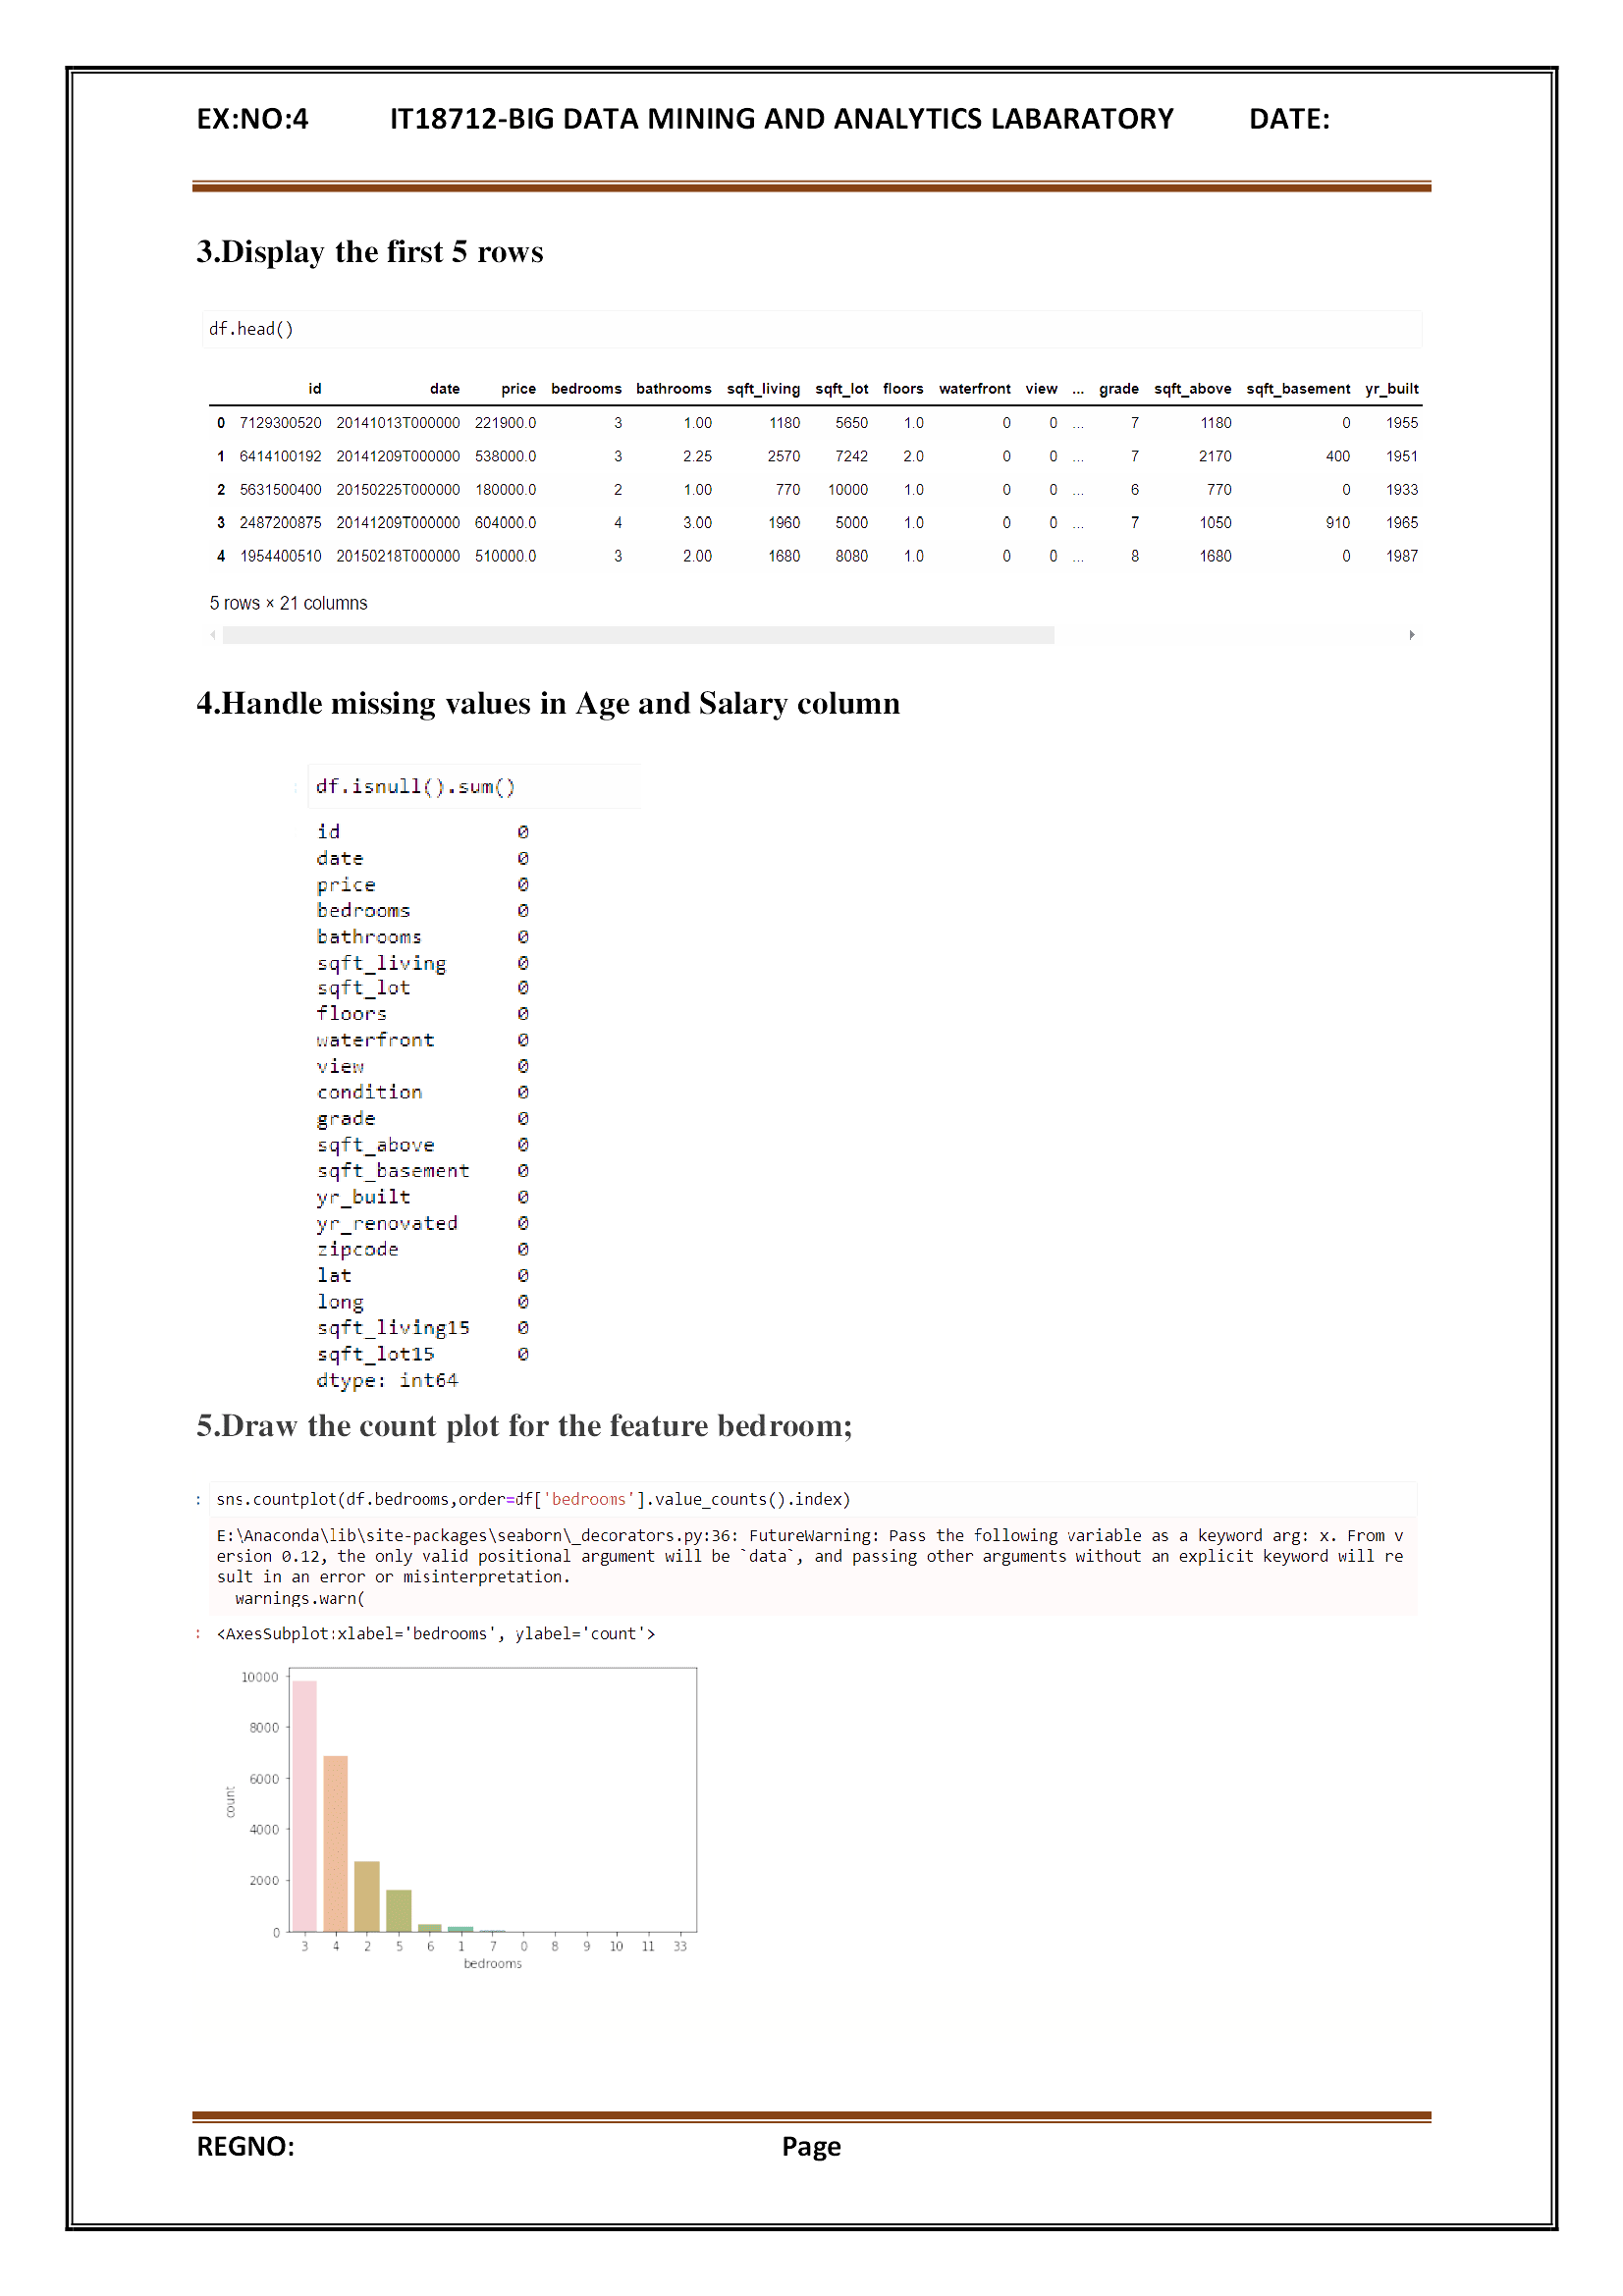 EX:NO:4 IT18712-BIG DATA MINING AND ANALYTICS LABARATORY DATE:
3.Display the first 5 rows
df.head()
id date price bedrooms bathrooms sqft_living sqft_lot floors waterfront view ... grade sqft_above sqft_basement yr_built
0 7129300520 20141013T000000 221900.0 3 1.00 1180 5650 1.0 0 0 ... 7 1180 0 1955
1 6414100192 20141209T000000 538000.0 3 2.25 2570 7242 2.0 0 0 ... 7 2170 400 1951
2 5631500400 20150225T000000 180000.0 2 1.00 770 10000 1.0 0 0 ... 6 770 0 1933
3 2487200875 20141209T000000 604000.0 4 3.00 1960 5000 1.0 0 0 ... 7 1050 910 1965
4 1954400510 20150218T000000 510000.0 3 2.00 1680 8080 1.0 0 0 ... 8 1680 0 1987
5 rows × 21 columns
4.Handle missing values in Age and Salary column
df.isnull().sum()
id 0
date 0
price 0
bedrooms 0
bathrooms 0
sqft_living 0
sqft_lot 0
floors 0
waterfront 0
view 0
condition 0
grade 0
sqft_above 0
sqft_basement 0
yr_built 0
yr_renovated 0
zipcode 0
lat 0
long 0
sqft_living15 0
sqft_lot15 0
dtype: int64
5.Draw the count plot for the feature bedroom;
: sns.countplot(df.bedrooms,order=df['bedrooms'].value_counts().index)
E:\Anaconda\lib\site-packages\seaborn\_decorators.py:36: FutureWarning: Pass the following variable as a keyword arg: x. From v
ersion 0.12, the only valid positional argument will be `data`, and passing other arguments without an explicit keyword will re
sult in an error or misinterpretation.
warnings.warn(
: <AxesSubplot:xlabel='bedrooms', ylabel='count'>
10000
8000
6000
4000
2000
0
count
3 4 2 5 6 1 7 0 8 9 10 11 33
bedrooms
REGNO: Page